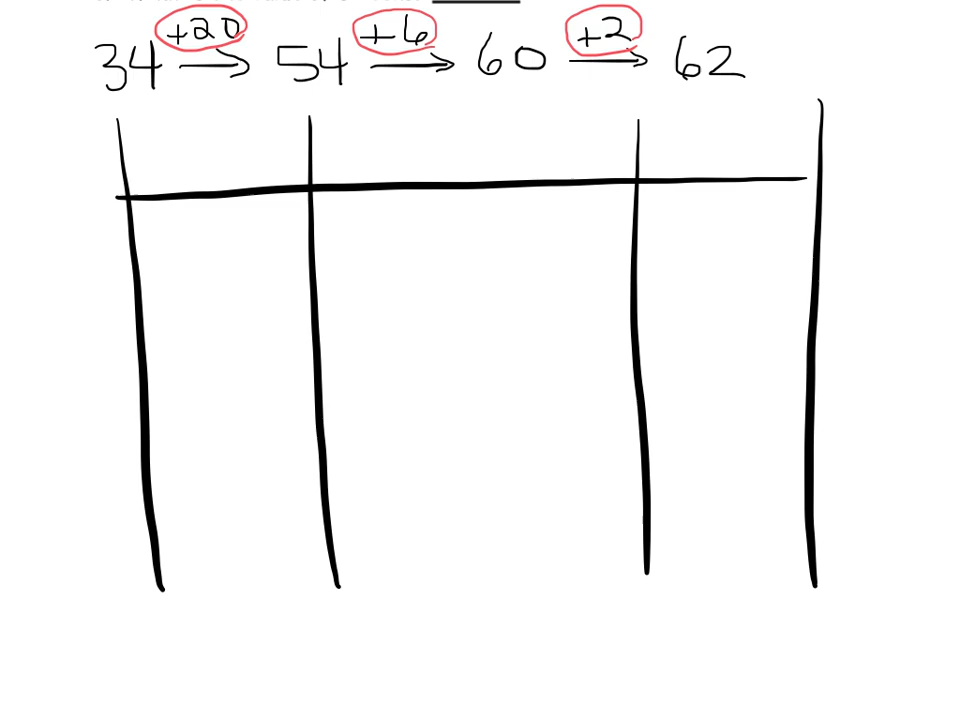 +20 +6 +2
34 → 54 → 60 → 62